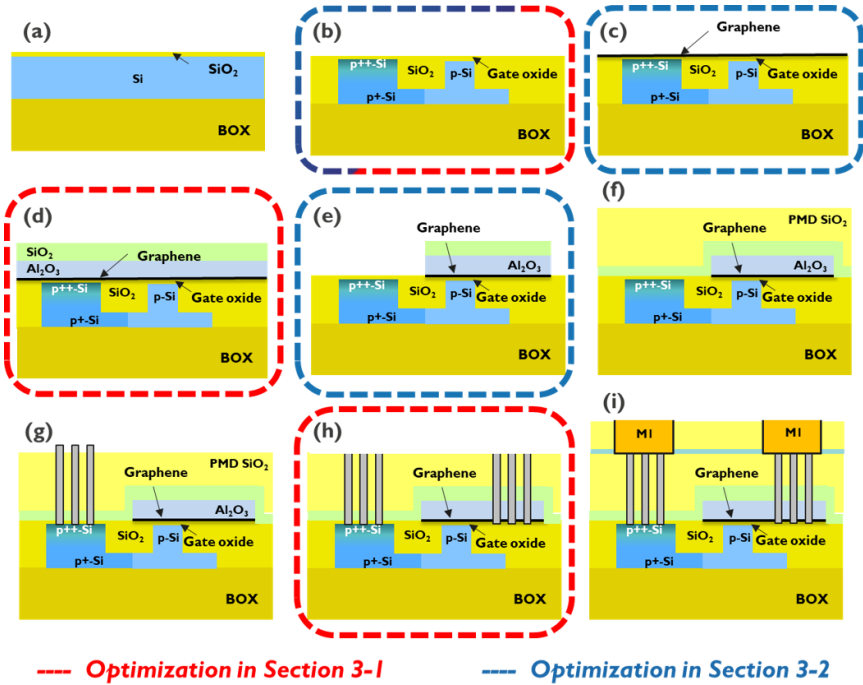 (a)
SiO2
Si
BOX
(b)
p++-Si
SiO2
p-Si
Gate oxide
p+-Si
BOX
(c)
Graphene
p++-Si
SiO2
p-Si
Gate oxide
p+-Si
BOX
(d)
SiO2
Graphene
Al2O3
p++-Si
SiO2
p-Si
Gate oxide
p+-Si
BOX
(e)
Graphene
Al2O3
p++-Si
SiO2
p-Si
Gate oxide
p+-Si
BOX
(f)
PMD SiO2
Graphene
Al2O3
p++-Si
SiO2
p-Si
Gate oxide
p+-Si
BOX
(g)
PMD SiO2
Graphene
Al2O3
p++-Si
SiO2
p-Si
Gate oxide
p+-Si
BOX
(h)
Graphene
p++-Si
SiO2
p-Si
Gate oxide
p+-Si
BOX
(i)
M1
M1
Graphene
p++-Si
SiO2
p-Si
Gate oxide
p+-Si
BOX
---- Optimization in Section 3-1
---- Optimization in Section 3-2